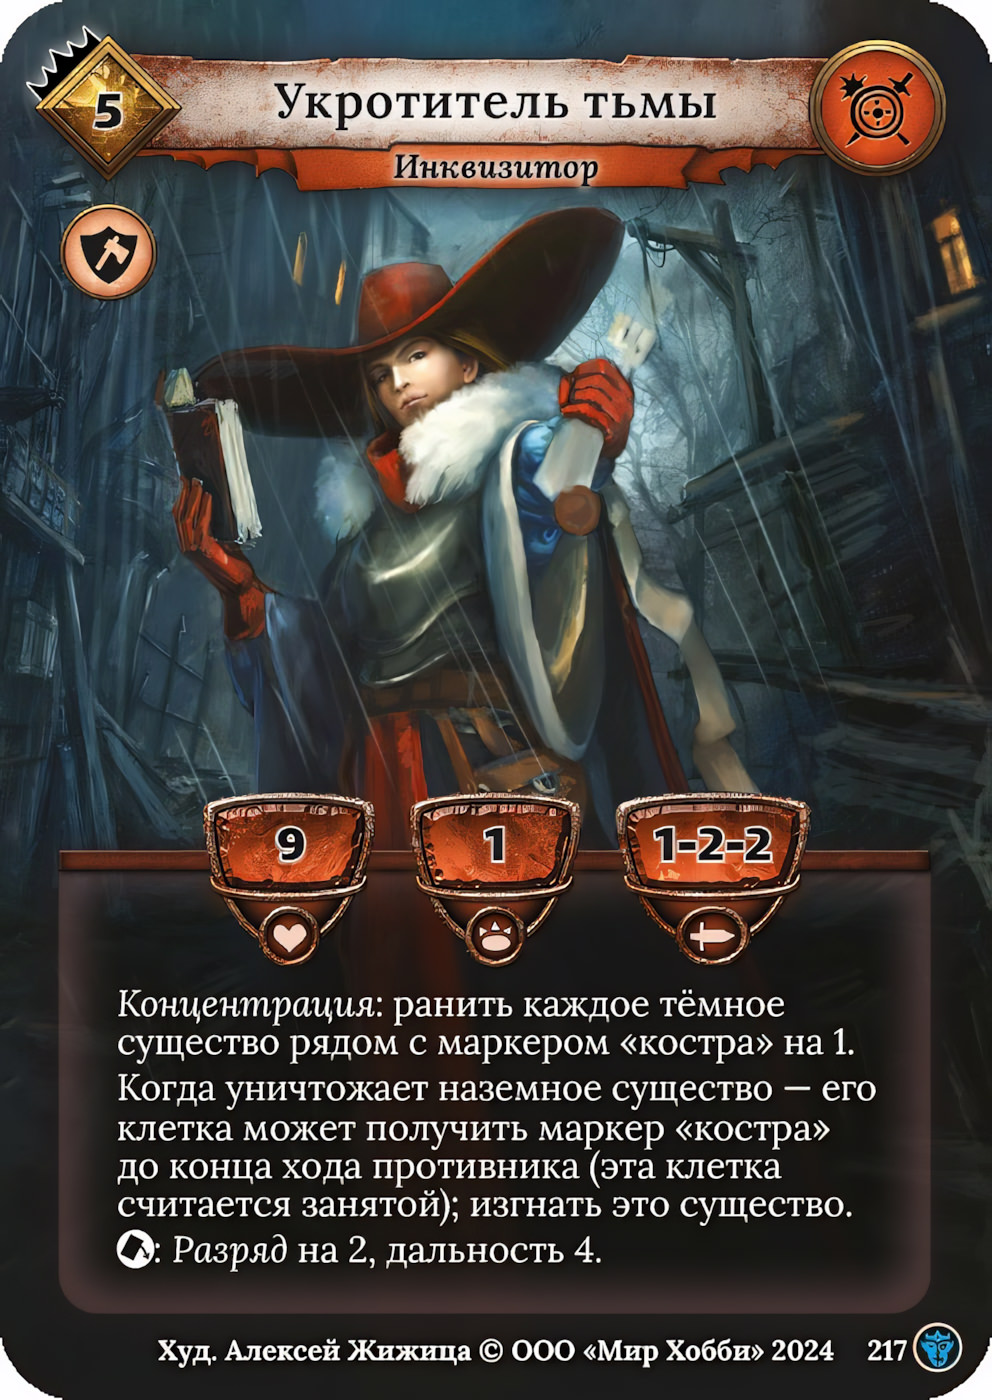 5
Укротитель тьмы
Инквизитор
9
1
1-2-2
Концентрация: ранить каждое тёмное
существо рядом с маркером «костра» на 1.
Когда уничтожает наземное существо — его
клетка может получить маркер «костра»
до конца хода противника (эта клетка
считается занятой); изгнать это существо.
: Разряд на 2, дальность 4.
Худ. Алексей Жижица © ООО «Мир Хобби» 2024 217